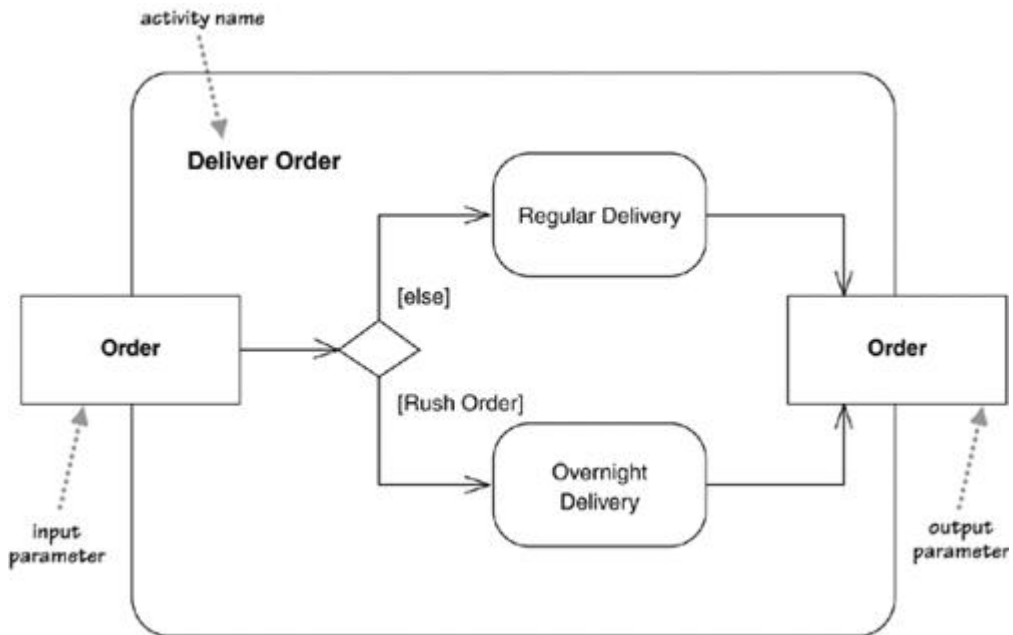 activity name
Deliver Order
Regular Delivery
[else]
Order
Order
[Rush Order]
Overnight
Delivery
input
parameter
output
parameter